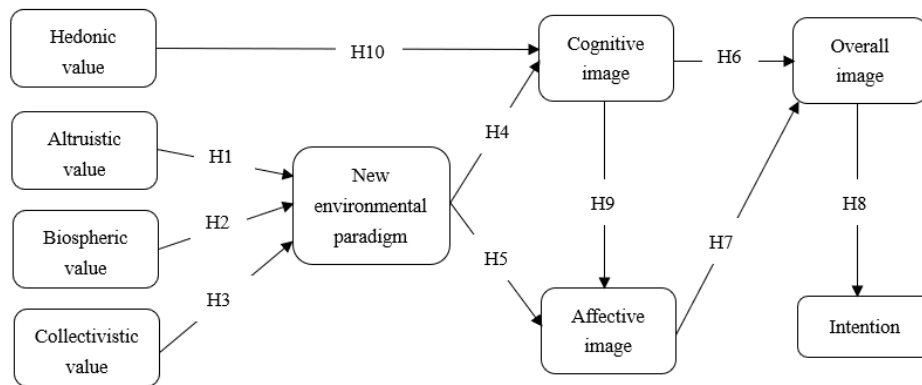 Hedonic
value
H10
Cognitive
image
H6
Overall
image
Altruistic
value
H1
H4
New
environmental
paradigm
H2
Biospheric
value
H9
H8
H5
H7
H3
Collectivistic
value
Affective
image
Intention